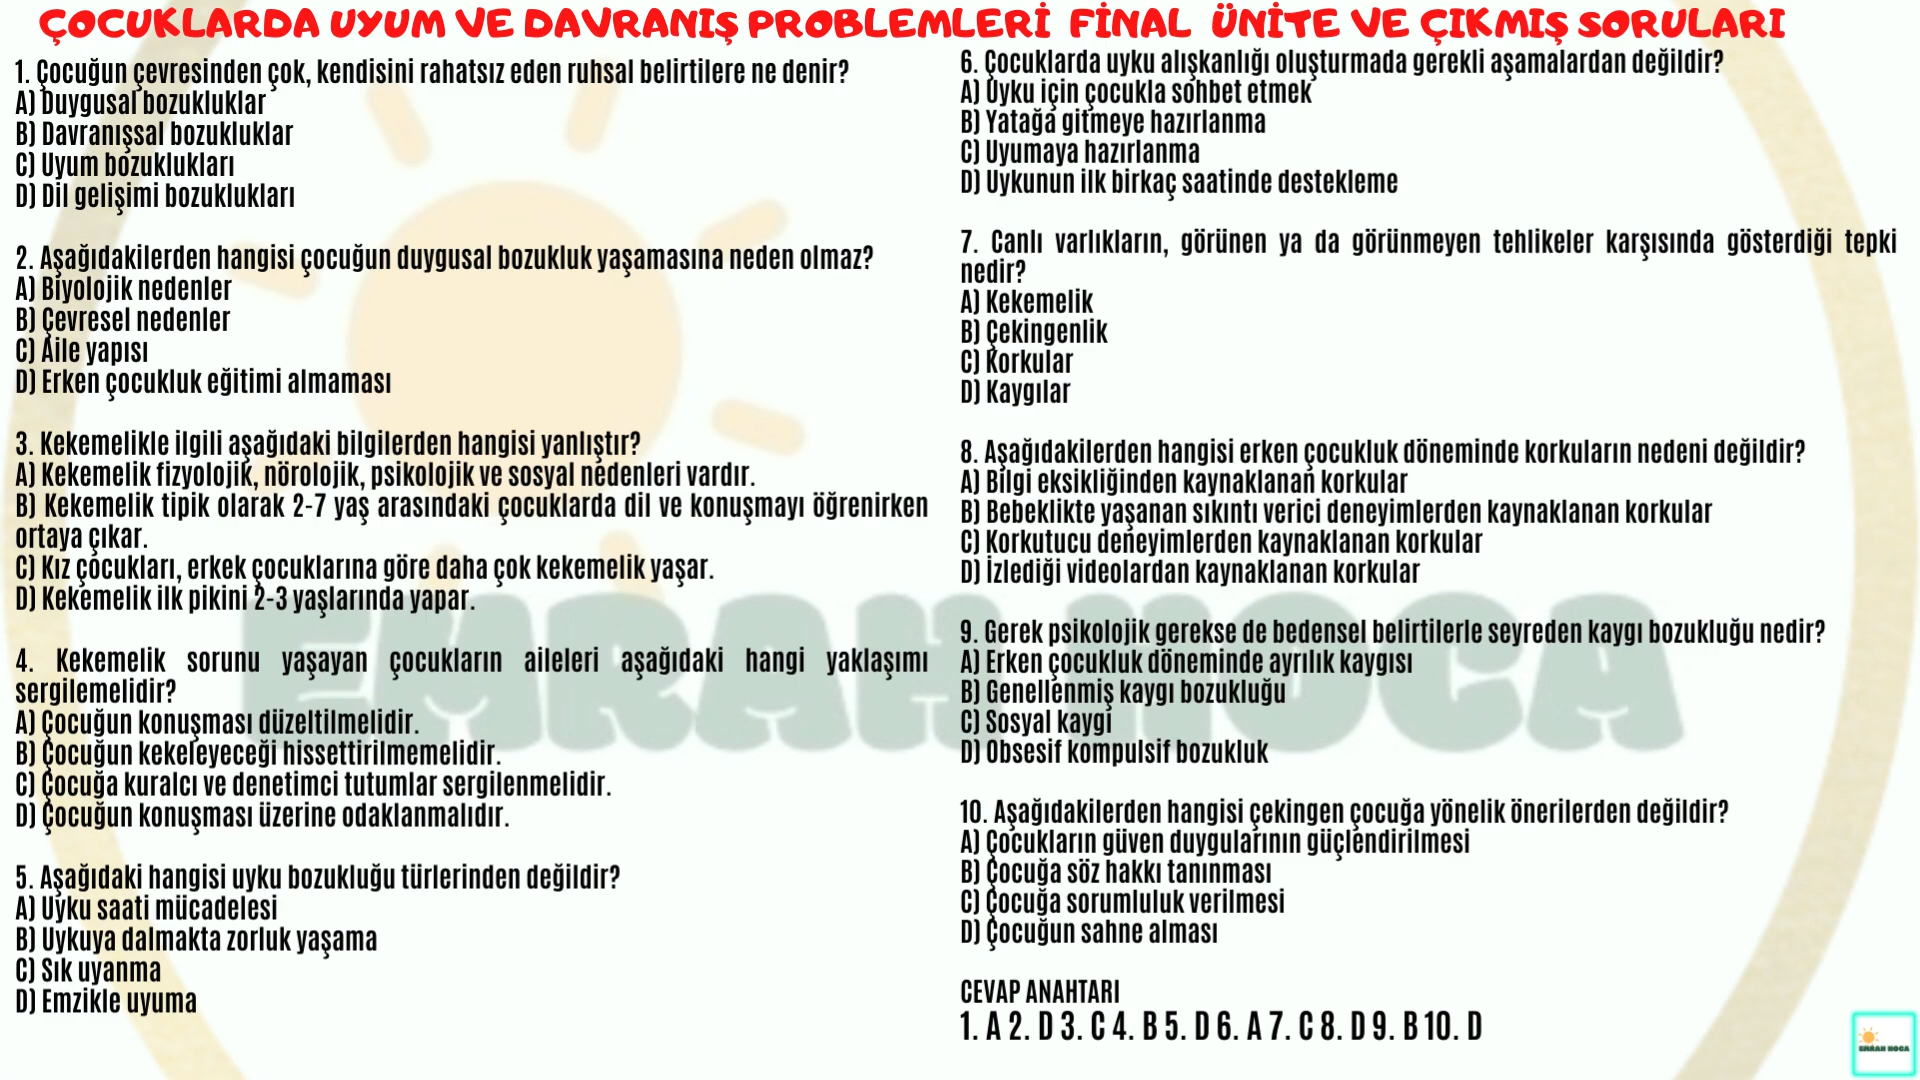 ÇOCUKLARDA UYUM VE DAVRANIŞ PROBLEMLERİ FİNAL ÜNİTE VE ÇIKMIŞ SORULARI
1. Çocuğun çevresinden çok, kendisini rahatsız eden ruhsal belirtilere ne denir?
A) Duygusal bozukluklar
B) Davranışsal bozukluklar
C) Uyum bozuklukları
D) Dil gelişimi bozuklukları
2. Aşağıdakilerden hangisi çocuğun duygusal bozukluk yaşamasına neden olmaz?
A) Biyolojik nedenler
B) Çevresel nedenler
C) Aile yapısı
D) Erken çocukluk eğitimi almaması
3. Kekemelikle ilgili aşağıdaki bilgilerden hangisi yanlıştır?
A) Kekemelik fizyolojik, nörolojik, psikolojik ve sosyal nedenleri vardır.
B) Kekemelik tipik olarak 2-7 yaş arasındaki çocuklarda dil ve konuşmayı öğrenirken
ortaya çıkar.
C) Kız çocukları, erkek çocuklarına göre daha çok kekemelik yaşar.
D) Kekemelik ilk pikini 2-3 yaşlarında yapar.
4. Kekemelik sorunu yaşayan çocukların aileleri aşağıdaki hangi yaklaşımı
sergilemelidir?
A) Çocuğun konuşması düzeltilmelidir.
B) Çocuğun kekeleyeceği hissettirilmemelidir.
C) Çocuğa kuralcı ve denetimci tutumlar sergilenmelidir.
D) Çocuğun konuşması üzerine odaklanmalıdır.
5. Aşağıdaki hangisi uyku bozukluğu türlerinden değildir?
A) Uyku saati mücadelesi
B) Uykuya dalmakta zorluk yaşama
C) Sık uyanma
D) Emzikle uyuma
6. Çocuklarda uyku alışkanlığı oluşturmada gerekli aşamalardan değildir?
A) Uyku için çocukla sohbet etmek
B) Yatağa gitmeye hazırlanma
C) Uyumaya hazırlanma
D) Uykunun ilk birkaç saatinde destekleme
7. Canlı varlıkların, görünen ya da görünmeyen tehlikeler karşısında gösterdiği tepki
nedir?
A) Kekemelik
B) Çekingenlik
C) Korkular
D) Kaygılar
8. Aşağıdakilerden hangisi erken çocukluk döneminde korkuların nedeni değildir?
A) Bilgi eksikliğinden kaynaklanan korkular
B) Bebeklikte yaşanan sıkıntı verici deneyimlerden kaynaklanan korkular
C) Korkutucu deneyimlerden kaynaklanan korkular
D) İzlediği videolardan kaynaklanan korkular
9. Gerek psikolojik gerekse de bedensel belirtilerle seyreden kaygı bozukluğu nedir?
A) Erken çocukluk döneminde ayrılık kaygısı
B) Genellenmiş kaygı bozukluğu
C) Sosyal kaygi
D) Obsesif kompulsif bozukluk
10. Aşağıdakilerden hangisi çekingen çocuğa yönelik önerilerden değildir?
A) Çocukların güven duygularının güçlendirilmesi
B) Çocuğa söz hakkı tanınması
C) Çocuğa sorumluluk verilmesi
D) Çocuğun sahne alması
CEVAP ANAHTARI
1. A 2. D 3. C 4. B 5. D 6. A 7. C 8. D 9. B 10. D
EMRAH HOCA
EMRAH HOCA